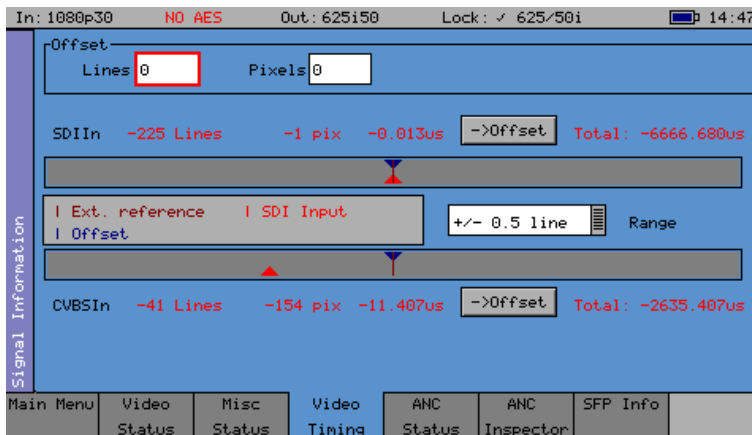 In: 1080p30 NO AES Out: 625i50 Lock: ✓ 625/50i 14:47
Offset
Lines 0 Pixels 0
SDIIn -225 Lines -1 pix -0.013us ->Offset Total: -6666.680us
| Ext. reference | SDI Input
| Offset
+/- 0.5 line Range
CVBSIn -41 Lines -154 pix -11.407us ->Offset Total: -2635.407us
Signal Information
Main Menu Video Status Misc Status Video Timing ANC Status ANC Inspector SFP Info